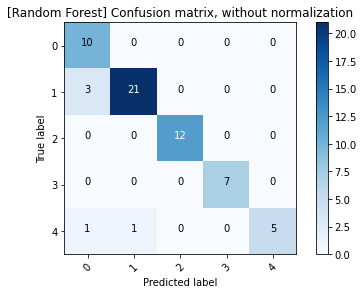 [Random Forest] Confusion matrix, without normalization
0 10 0 0 0 0
1 3 21 0 0 0
2 0 0 12 0 0
3 0 0 0 7 0
4 1 1 0 0 5
0 1 2 3 4
True label
Predicted label
20.0
17.5
15.0
12.5
10.0
7.5
5.0
2.5
0.0